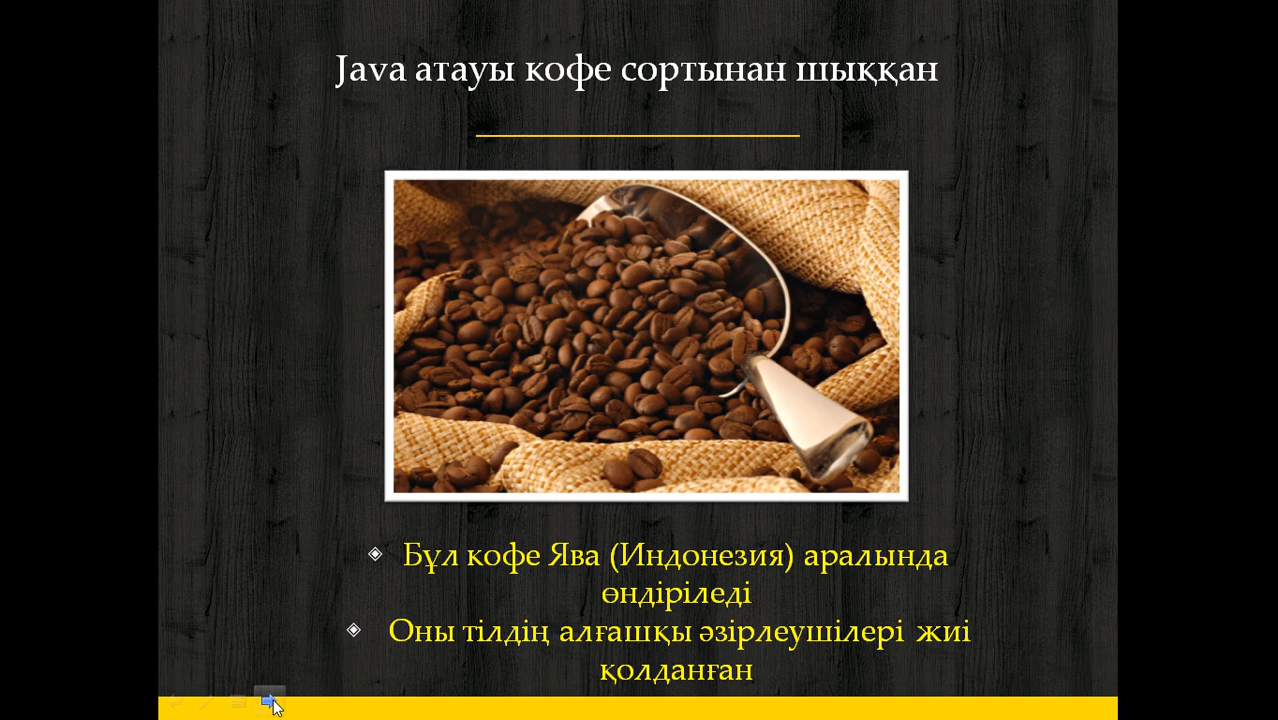 Java атауы кофе сортынан шыққан
Бұл кофе Ява (Индонезия) аралында
өндіріледі
Оны тілдің алғашқы әзірлеушілері жиі
қолданған